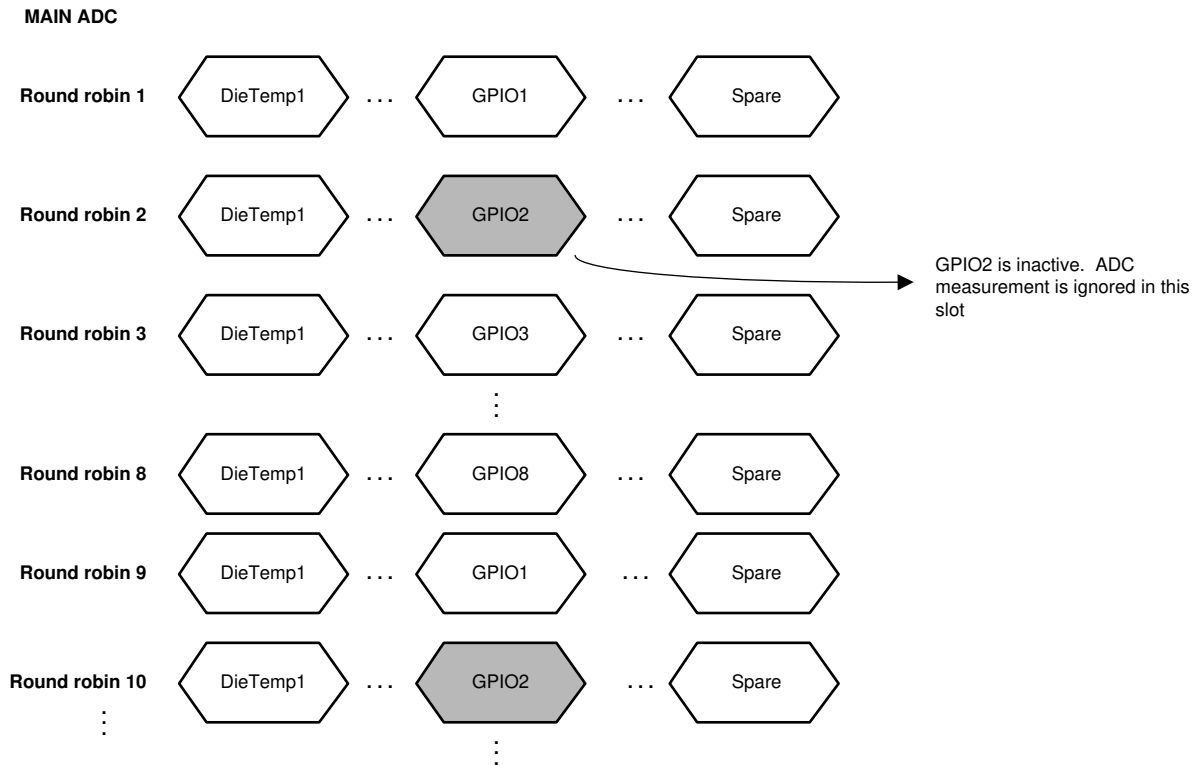 MAIN ADC
Round robin 1 DieTemp1 ... GPIO1 ... Spare
Round robin 2 DieTemp1 ... GPIO2 ... Spare
GPIO2 is inactive. ADC
measurement is ignored in this
slot
Round robin 3 DieTemp1 ... GPIO3 ... Spare
Round robin 8 DieTemp1 ... GPIO8 ... Spare
Round robin 9 DieTemp1 ... GPIO1 ... Spare
Round robin 10 DieTemp1 ... GPIO2 ... Spare